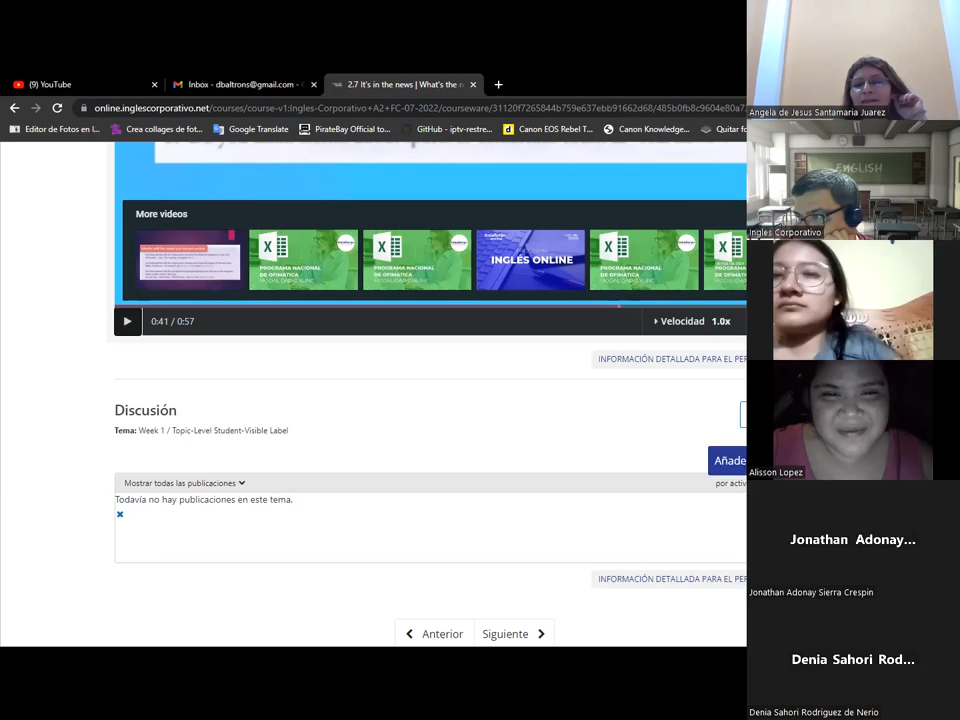 (9) YouTube
Inbox - dbaltrons@gmail.com -
2.7 It's in the news | What's the
online.inglescorporativo.net/courses/course-v1:Ingles-Corporativo+A2+FC-07-2022/courseware/31120f7265844b759e637ebb91662d68/485b0fb8c9604e80a7
Editor de Fotos en l...
Crea collages de fot...
Google Translate
PirateBay Official to...
GitHub - iptv-restre...
Canon EOS Rebel T...
Canon Knowledge...
Quitar fo
More videos
PROGRAMA NACIONAL
DE OFIMÁTICA
PROGRAMA NACIONAL
DE OFIMÁTICA
INGLÉS ONLINE
PROGRAMA NACIONAL
DE OFIMÁTICA
0:41 / 0:57
Velocidad 1.0x
INFORMACIÓN DETALLADA PARA EL PER
Discusión
Tema: Week 1 / Topic-Level Student-Visible Label
Añade
Mostrar todas las publicaciones
por activ
Todavía no hay publicaciones en este tema.
INFORMACIÓN DETALLADA PARA EL PER
Anterior
Siguiente
Angela de Jesus Santamaria Juarez
ENGLISH
Ingles Corporativo
Alisson Lopez
Jonathan Adonay...
Jonathan Adonay Sierra Crespin
Denia Sahori Rod...
Denia Sahori Rodriguez de Nerio